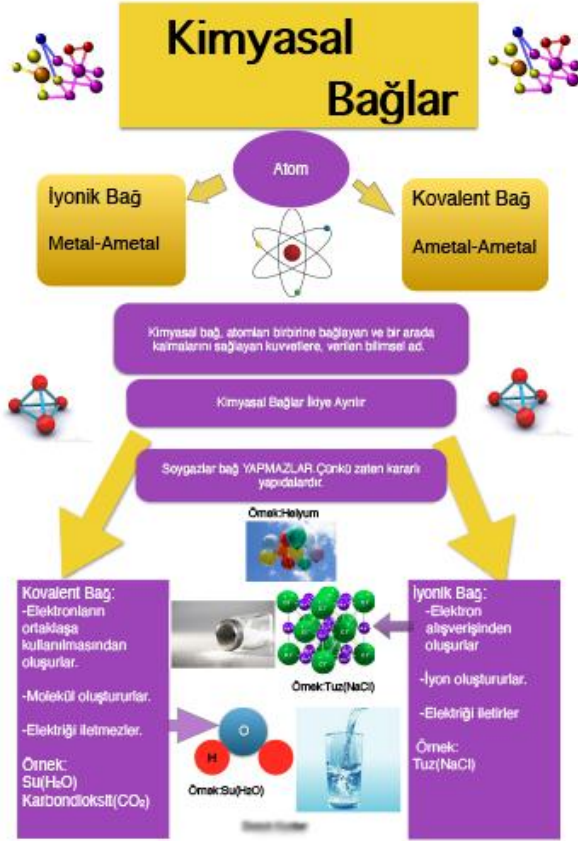 Kimyasal
Bağlar
Atom
İyonik Bağ
Metal-Ametal
Kovalent Bağ
Ametal-Ametal
Kimyasal bağ, atomları birbirine bağlayan ve bir arada
kalmalarını sağlayan kuvvetlere, verilen bilimsel ad.
Kimyasal Bağlar İkiye Ayrılır
Soygazlar bağ YAPMAZLAR.Çünkü zaten kararlı
yapıdalardır.
Örnek:Helyum
Kovalent Bağ:
-Elektronların
ortaklaşa
kullanılmasından
oluşurlar.
-Molekül oluştururlar.
-Elektriği iletmezler.
Örnek:
Su(H₂O)
Karbondioksit(CO₂)
Örnek:Tuz(NaCl)
O
H
Örnek:Su(H2O)
İyonik Bağ:
-Elektron
alışverişinden
oluşurlar
-İyon oluştururlar.
-Elektriği iletirler
Örnek:
Tuz(NaCl)